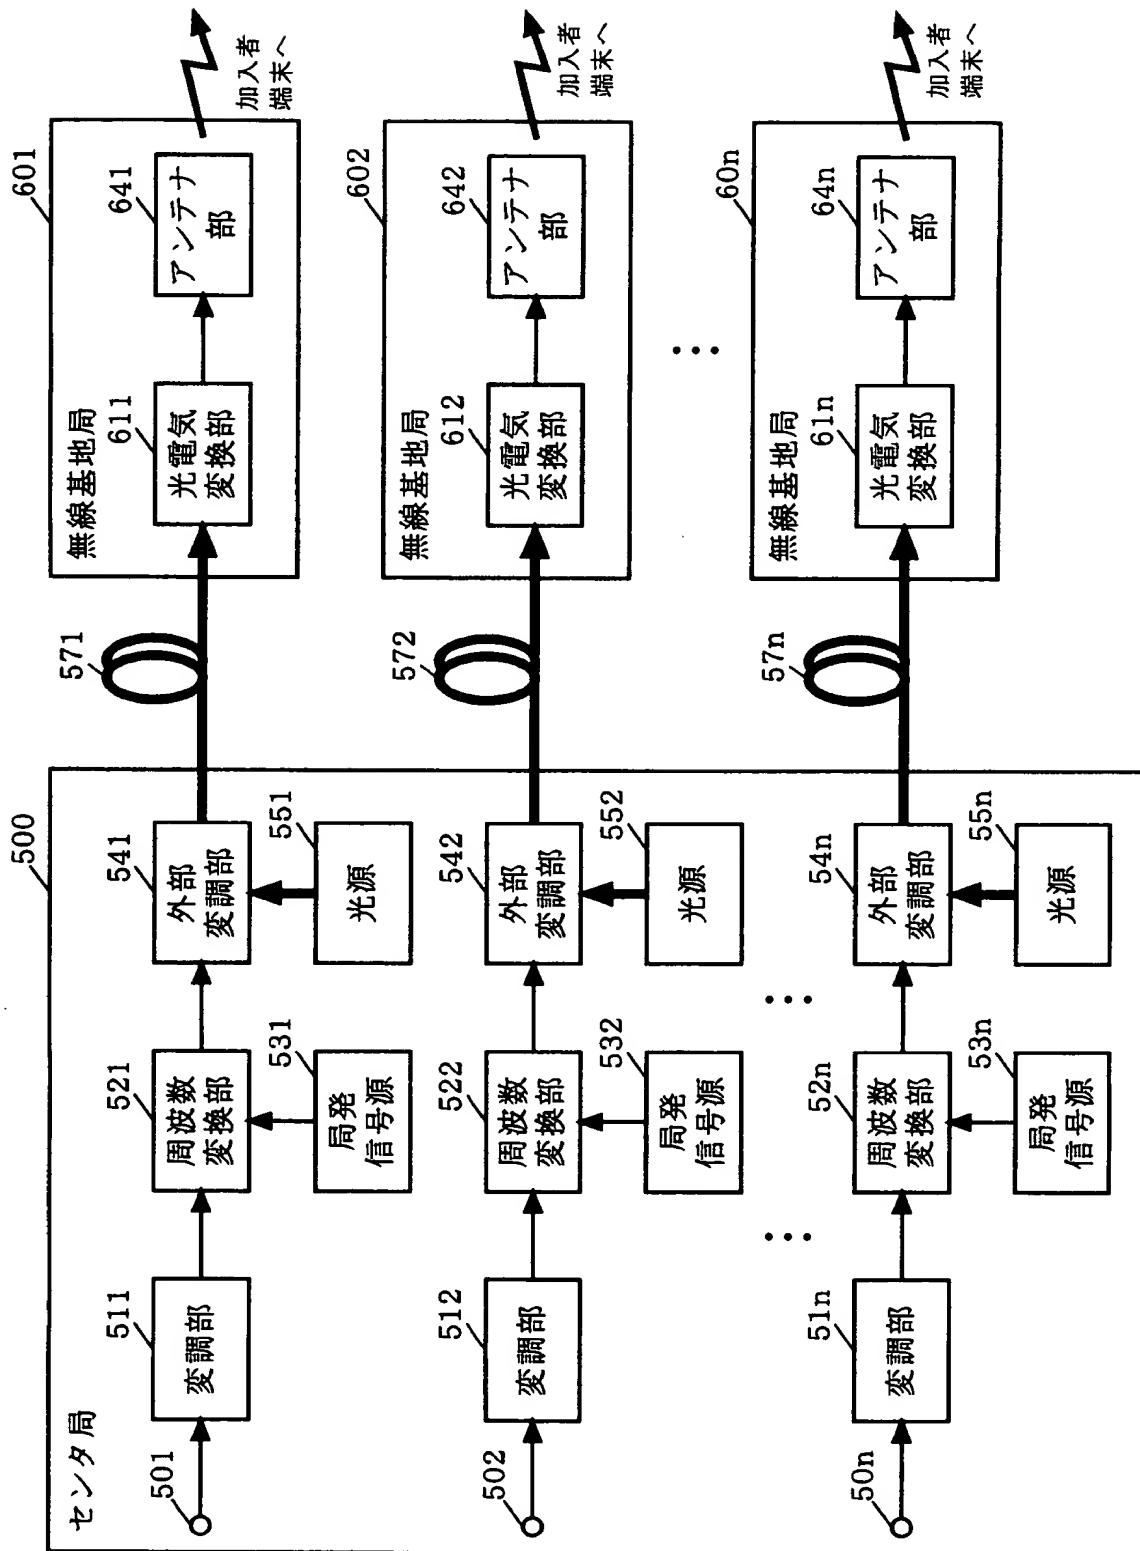 センタ局
500
501
511
変調部
521
周波数
変換部
531
局発
信号源
541
外部
変調部
551
光源
571
601
無線基地局
611
光電気
変換部
641
アンテナ
部
加入者
端末へ
502
512
変調部
522
周波数
変換部
532
局発
信号源
542
外部
変調部
552
光源
572
602
無線基地局
612
光電気
変換部
642
アンテナ
部
加入者
端末へ
...
...
...
50n
51n
変調部
52n
周波数
変換部
53n
局発
信号源
54n
外部
変調部
55n
光源
57n
60n
無線基地局
61n
光電気
変換部
64n
アンテナ
部
加入者
端末へ